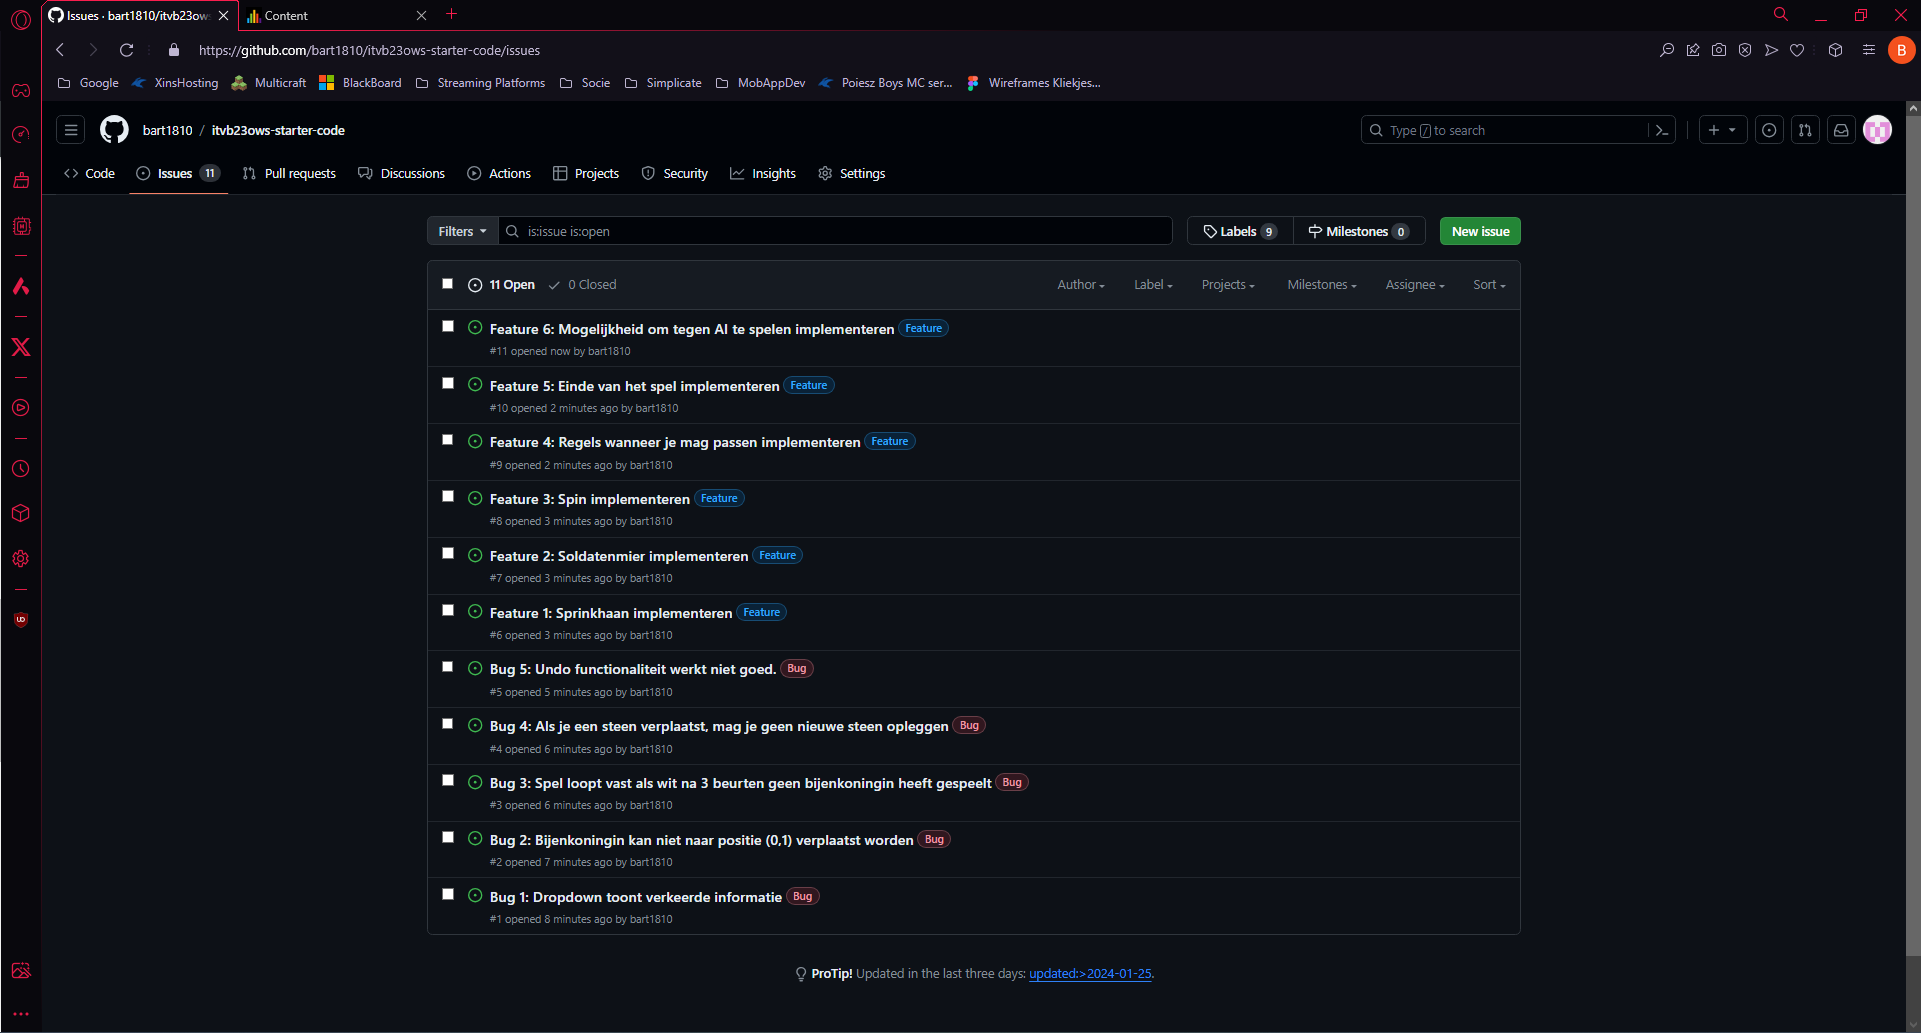 Issues · bart1810/itvb23ows
Content
https://github.com/bart1810/itvb23ows-starter-code/issues
B
Google
XinsHosting
Multicraft
BlackBoard
Streaming Platforms
Socie
Simplicate
MobAppDev
Poiesz Boys MC ser...
Wireframes Kliekjes...
bart1810 / itvb23ows-starter-code
Type / to search
Code
Issues 11
Pull requests
Discussions
Actions
Projects
Security
Insights
Settings
Filters
is:issue is:open
Labels 9
Milestones 0
New issue
11 Open
0 Closed
Author
Label
Projects
Milestones
Assignee
Sort
Feature 6: Mogelijkheid om tegen AI te spelen implementeren Feature
#11 opened now by bart1810
Feature 5: Einde van het spel implementeren Feature
#10 opened 2 minutes ago by bart1810
Feature 4: Regels wanneer je mag passen implementeren Feature
#9 opened 2 minutes ago by bart1810
Feature 3: Spin implementeren Feature
#8 opened 3 minutes ago by bart1810
Feature 2: Soldatenmier implementeren Feature
#7 opened 3 minutes ago by bart1810
Feature 1: Sprinkhaan implementeren Feature
#6 opened 3 minutes ago by bart1810
Bug 5: Undo functionaliteit werkt niet goed. Bug
#5 opened 5 minutes ago by bart1810
Bug 4: Als je een steen verplaatst, mag je geen nieuwe steen opleggen Bug
#4 opened 6 minutes ago by bart1810
Bug 3: Spel loopt vast als wit na 3 beurten geen bijenkoningin heeft gespeelt Bug
#3 opened 6 minutes ago by bart1810
Bug 2: Bijenkoningin kan niet naar positie (0,1) verplaatst worden Bug
#2 opened 7 minutes ago by bart1810
Bug 1: Dropdown toont verkeerde informatie Bug
#1 opened 8 minutes ago by bart1810
ProTip! Updated in the last three days: updated:>2024-01-25.